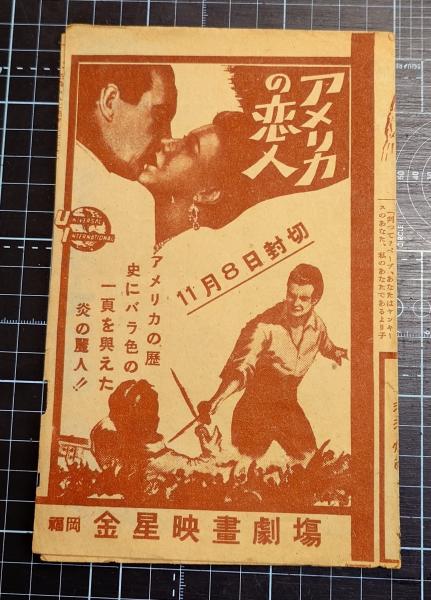 アメリカ
の恋人
UNIVERSAL
INTERNATIONAL
U
I
11月8日封切
アメリカの歴
史にバラ色の
一頁を與えた
炎の麗人!!
福岡 金星映畫劇場